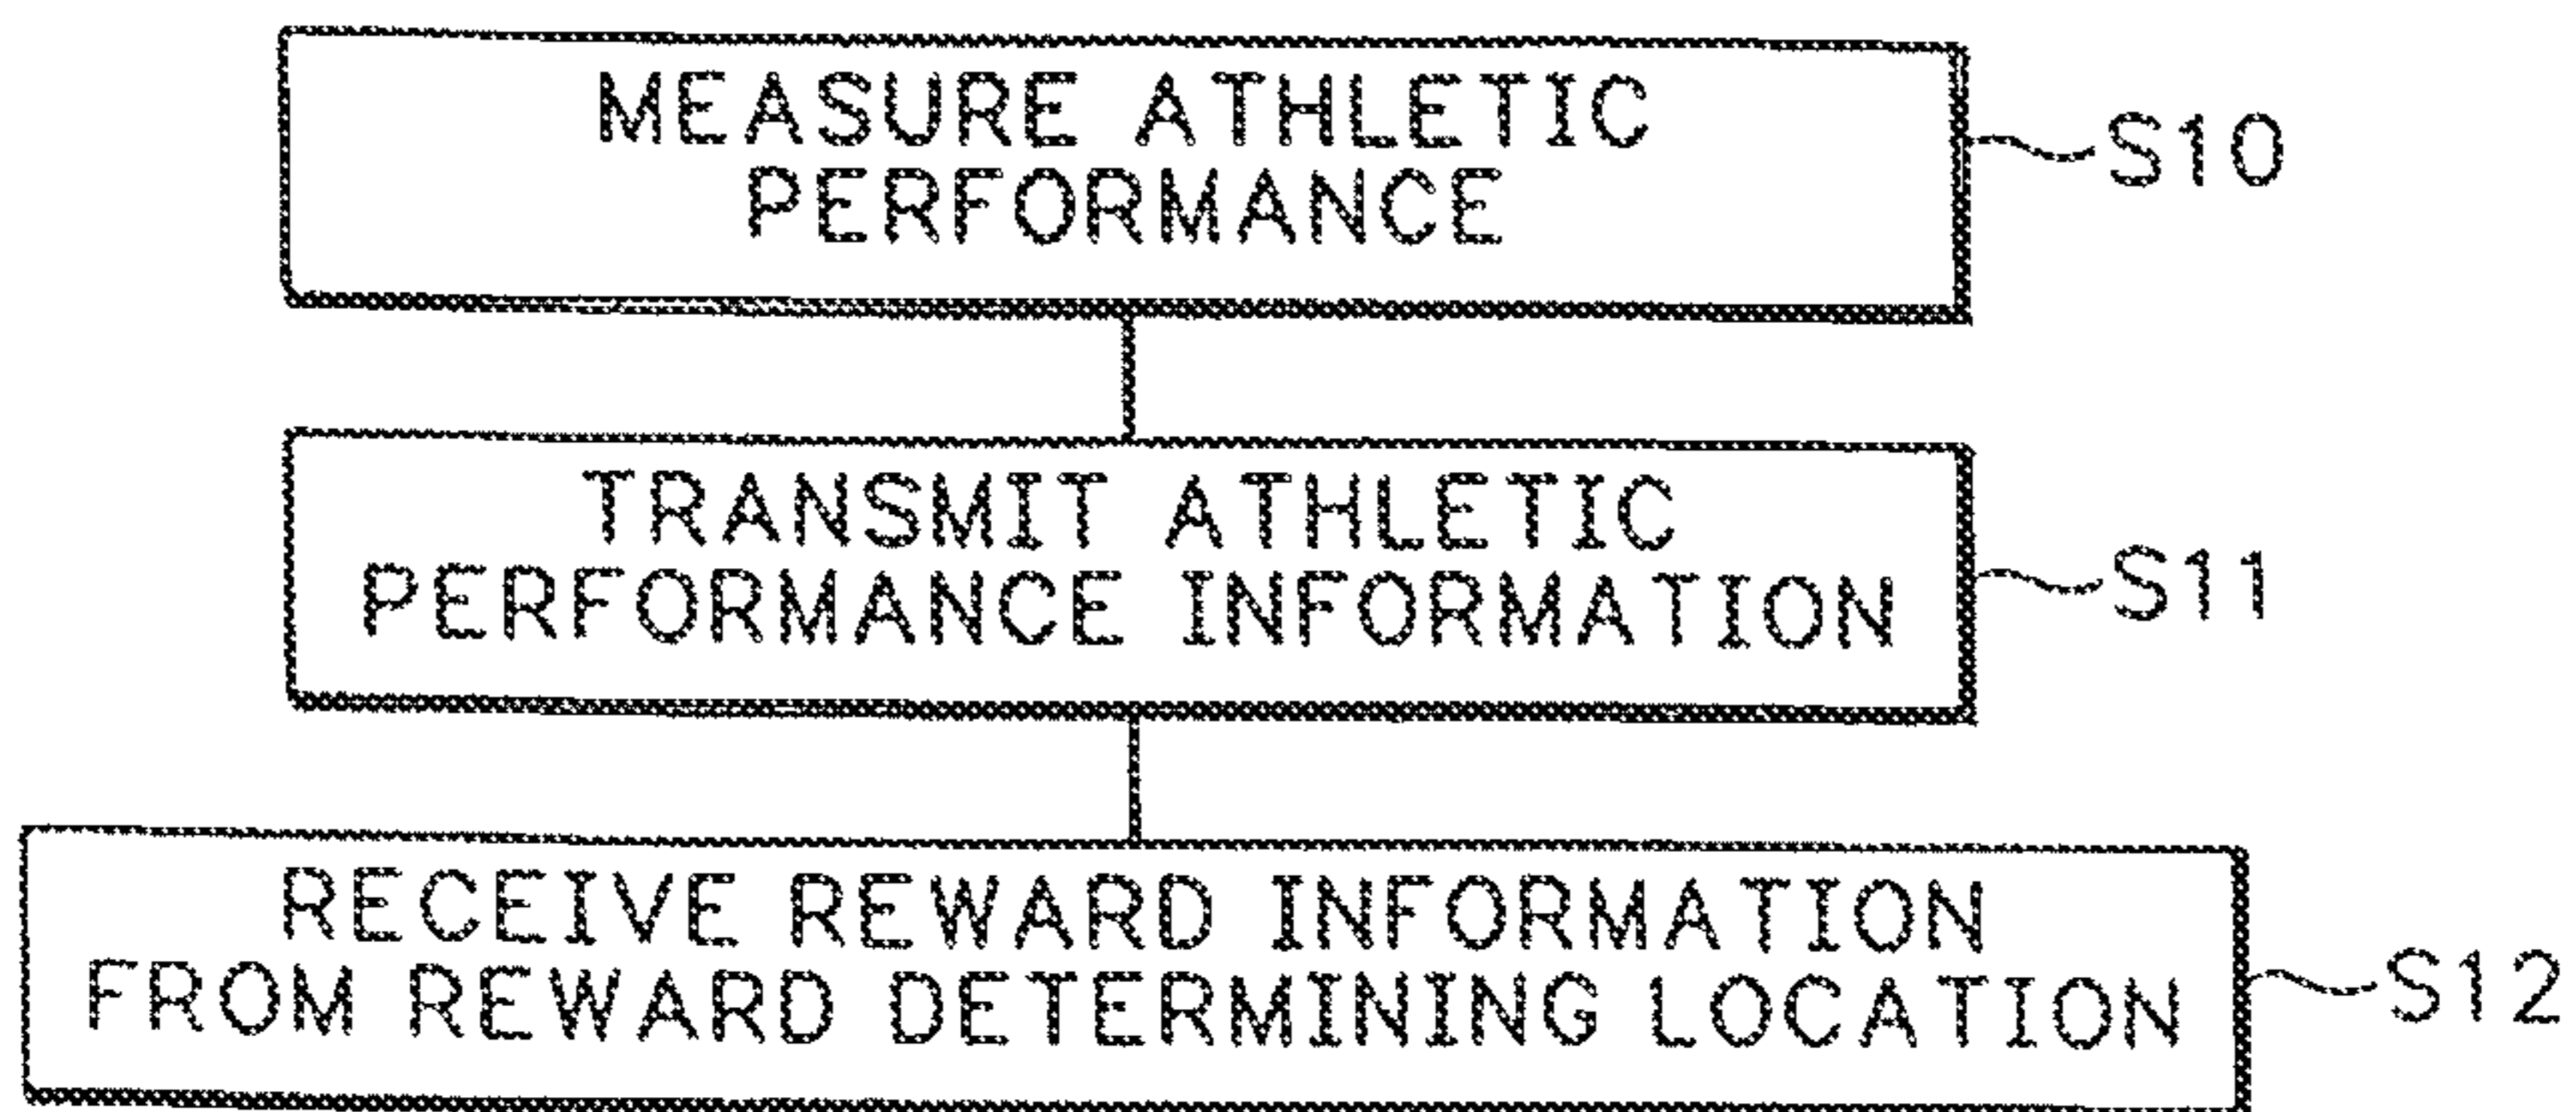 MEASURE ATHLETIC
PERFORMANCE
S10
TRANSMIT ATHLETIC
PERFORMANCE INFORMATION
S11
RECEIVE REWARD INFORMATION
FROM REWARD DETERMINING LOCATION
S12